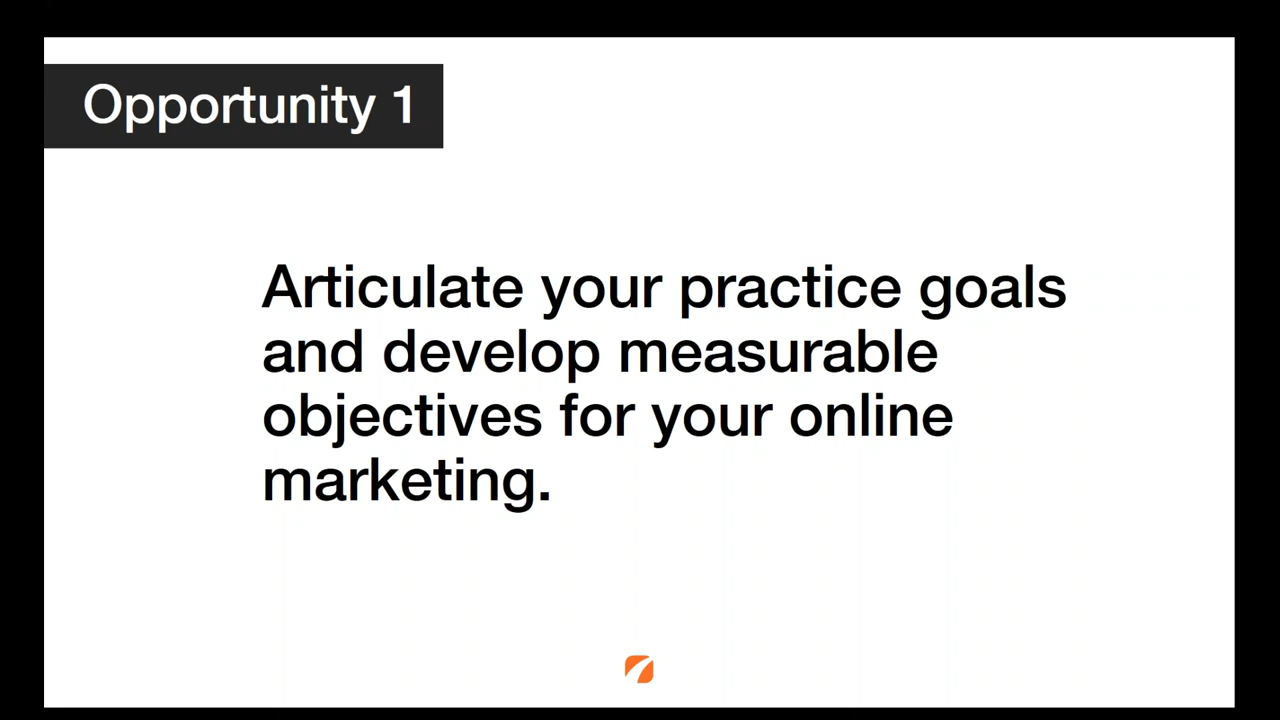 Opportunity 1
Articulate your practice goals
and develop measurable
objectives for your online
marketing.